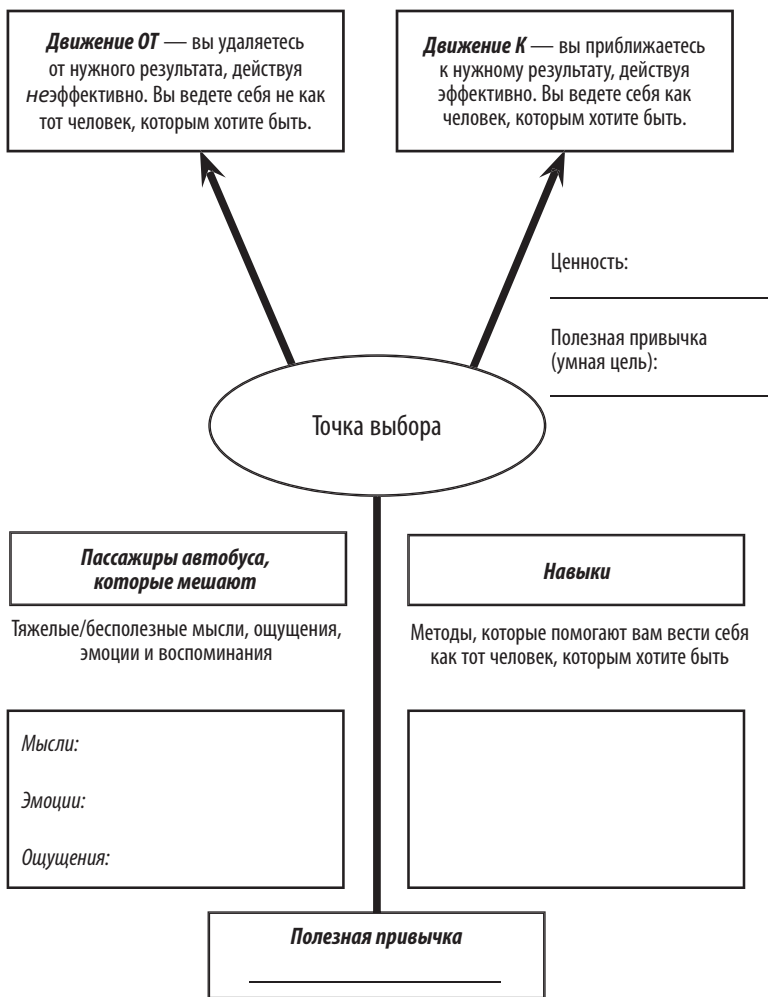 Движение ОТ — вы удаляетесь
от нужного результата, действуя
неэффективно. Вы ведете себя не как
тот человек, которым хотите быть.
Движение К — вы приближаетесь
к нужному результату, действуя
эффективно. Вы ведете себя как
человек, которым хотите быть.
Ценность:
Полезная привычка
(умная цель):
Точка выбора
Пассажиры автобуса,
которые мешают
Тяжелые/бесполезные мысли, ощущения,
эмоции и воспоминания
Мысли:
Эмоции:
Ощущения:
Навыки
Методы, которые помогают вам вести себя
как тот человек, которым хотите быть
Полезная привычка